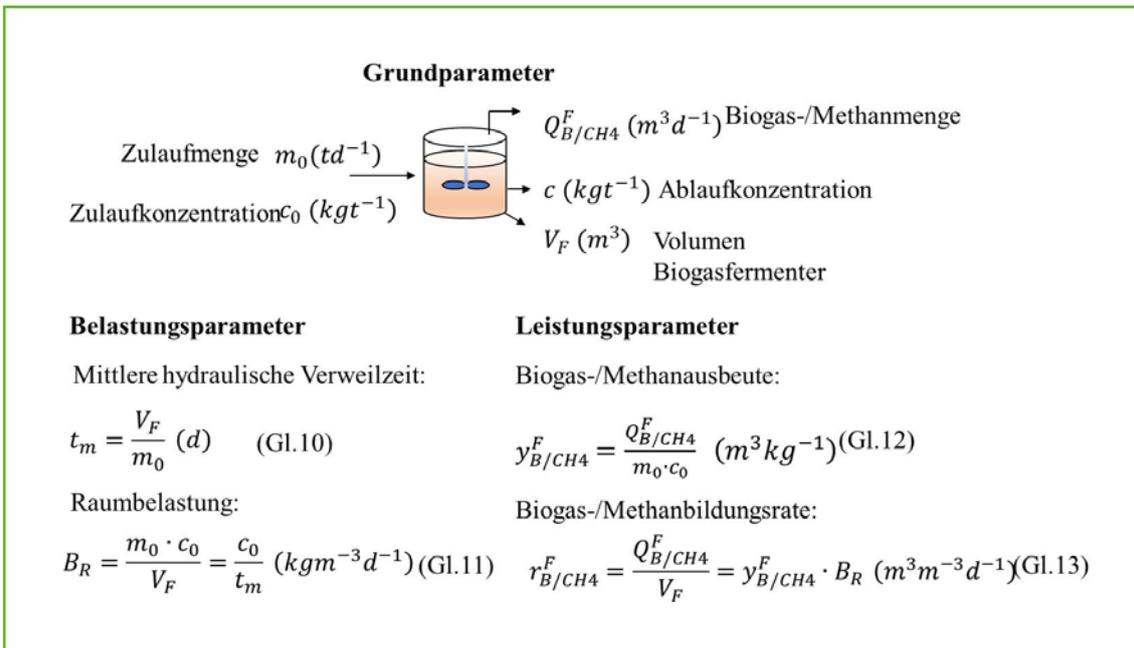 Grundparameter
Zulaufmenge m₀(td⁻¹)
Zulaufkonzentrationc₀ (kgt⁻¹)
Q^F_{B/CH4} (m³d⁻¹) Biogas-/Methanmenge
c (kgt⁻¹) Ablaufkonzentration
V_F (m³) Volumen
Biogasfermenter
Belastungsparameter
Mittlere hydraulische Verweilzeit:
t_m = V_F / m₀ (d) (Gl.10)
Raumbelastung:
B_R = m₀ · c₀ / V_F = c₀ / t_m (kgm⁻³d⁻¹) (Gl.11)
Leistungsparameter
Biogas-/Methanausbeute:
y^F_{B/CH4} = Q^F_{B/CH4} / m₀·c₀ (m³kg⁻¹) (Gl.12)
Biogas-/Methanbildungsrate:
r^F_{B/CH4} = Q^F_{B/CH4} / V_F = y^F_{B/CH4} · B_R (m³m⁻³d⁻¹) (Gl.13)